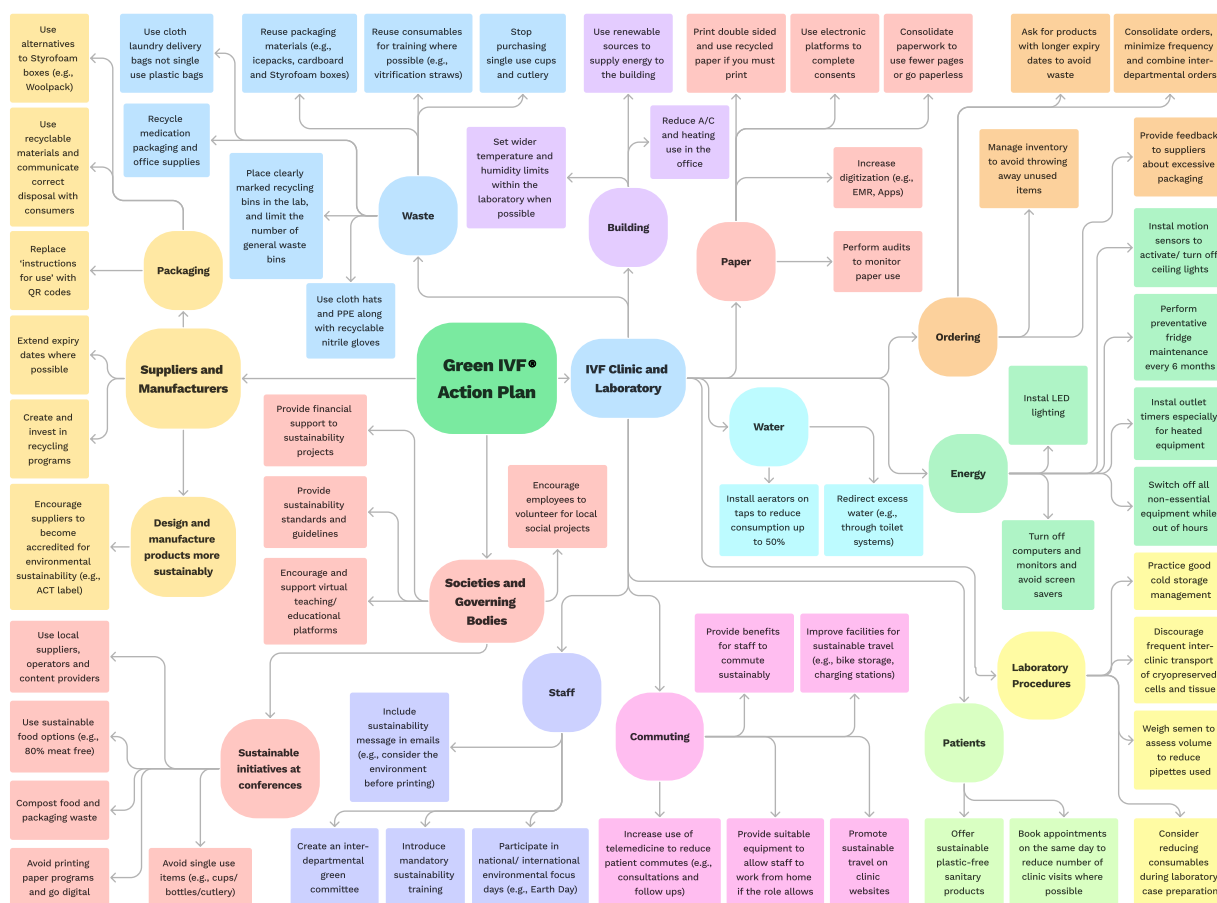 Use
alternatives
to Styrofoam
boxes (e.g.,
Woolpack)
Use cloth
laundry delivery
bags not single
use plastic bags
Reuse packaging
materials (e.g.,
icepacks, cardboard
and Styrofoam boxes)
Reuse consumables
for training where
possible (e.g.,
vitrification straws)
Stop
purchasing
single use cups
and cutlery
Use renewable
sources to
supply energy to
the building
Print double sided
and use recycled
paper if you must
print
Use electronic
platforms to
complete
consents
Consolidate
paperwork to
use fewer pages
or go paperless
Ask for products
with longer expiry
dates to avoid
waste
Consolidate orders,
minimize frequency
and combine inter-
departmental orders
Use
recyclable
materials and
communicate
correct
disposal with
consumers
Recycle
medication
packaging and
office supplies
Place clearly
marked recycling
bins in the lab,
and limit the
number of
general waste
bins
Waste
Set wider
temperature and
humidity limits
within the
laboratory when
possible
Reduce A/C
and heating
use in the
office
Building
Increase
digitization (e.g.,
EMR, Apps)
Manage inventory
to avoid throwing
away unused
items
Provide feedback
to suppliers
about excessive
packaging
Replace
‘instructions
for use’ with
QR codes
Packaging
Use cloth hats
and PPE along
with recyclable
nitrile gloves
Paper
Perform audits
to monitor
paper use
Instal motion
sensors to
activate/ turn off
ceiling lights
Extend expiry
dates where
possible
Suppliers and
Manufacturers
Green IVF®
Action Plan
IVF Clinic and
Laboratory
Ordering
Perform
preventative
fridge
maintenance
every 6 months
Create and
invest in
recycling
programs
Provide financial
support to
sustainability
projects
Water
Instal LED
lighting
Instal outlet
timers especially
for heated
equipment
Encourage
suppliers to
become
accredited for
environmental
sustainability (e.g.,
ACT label)
Design and
manufacture
products more
sustainably
Provide
sustainability
standards and
guidelines
Encourage
employees to
volunteer for local
social projects
Install aerators on
taps to reduce
consumption up
to 50%
Redirect excess
water (e.g.,
through toilet
systems)
Energy
Switch off all
non-essential
equipment while
out of hours
Encourage and
support virtual
teaching/
educational
platforms
Societies and
Governing
Bodies
Turn off
computers and
monitors and
avoid screen
savers
Practice good
cold storage
management
Use local
suppliers,
operators and
content providers
Staff
Provide benefits
for staff to
commute
sustainably
Improve facilities for
sustainable travel
(e.g., bike storage,
charging stations)
Laboratory
Procedures
Discourage
frequent inter-
clinic transport
of cryopreserved
cells and tissue
Use sustainable
food options (e.g.,
80% meat free)
Sustainable
initiatives at
conferences
Include
sustainability
message in emails
(e.g., consider the
environment
before printing)
Commuting
Patients
Weigh semen to
assess volume
to reduce
pipettes used
Compost food and
packaging waste
Avoid printing
paper programs
and go digital
Avoid single use
items (e.g., cups/
bottles/cutlery)
Create an inter-
departmental
green
committee
Introduce
mandatory
sustainability
training
Participate in
national/ international
environmental focus
days (e.g., Earth Day)
Increase use of
telemedicine to reduce
patient commutes (e.g.,
consultations and
follow ups)
Provide suitable
equipment to
allow staff to
work from home
if the role allows
Promote
sustainable
travel on
clinic
websites
Offer
sustainable
plastic-free
sanitary
products
Book appointments
on the same day to
reduce number of
clinic visits where
possible
Consider
reducing
consumables
during laboratory
case preparation